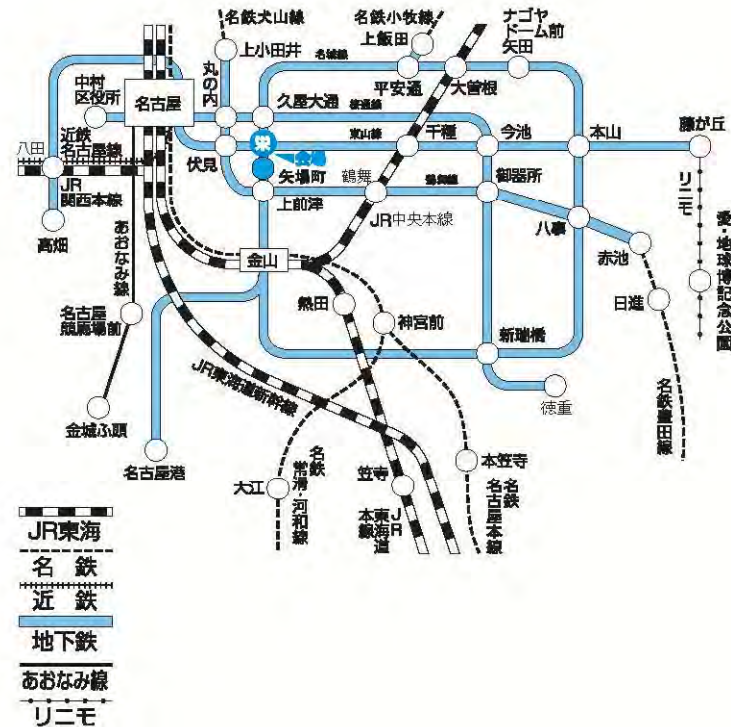 名鉄犬山線
名鉄小牧線
ナゴヤ
ドーム前
矢田
上飯田
上小田井
名城線
丸の内
平安通
大曽根
中村
区役所
名古屋
久屋大通
桜通線
藤が丘
近鉄
名古屋線
八田
栄
会場
東山線
千種
今池
本山
伏見
矢場町
鶴舞
鶴舞線
御器所
JR
関西本線
上前津
JR中央本線
八事
リニモ
高畑
あおなみ線
金山
赤池
愛・地球博記念公園
熱田
日進
名古屋
競馬場前
神宮前
新瑞橋
JR東海道新幹線
徳重
名鉄豊田線
金城ふ頭
名古屋港
大江
名鉄
常滑・河和線
笠寺
本笠寺
JR
東海道
本線
名鉄
名古屋本線
JR東海
名 鉄
近 鉄
地下鉄
あおなみ線
リニモ